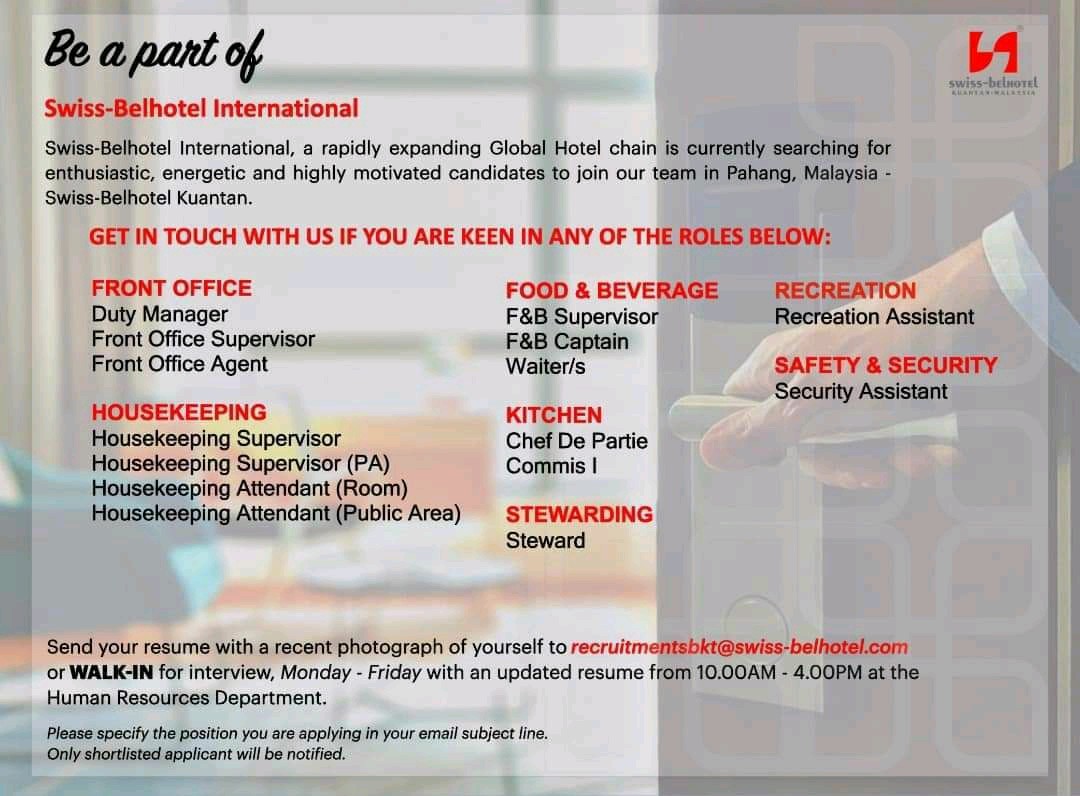 Be a part of
swiss-belhotel
KUANTAN•MALAYSIA
Swiss-Belhotel International
Swiss-Belhotel International, a rapidly expanding Global Hotel chain is currently searching for
enthusiastic, energetic and highly motivated candidates to join our team in Pahang, Malaysia -
Swiss-Belhotel Kuantan.
GET IN TOUCH WITH US IF YOU ARE KEEN IN ANY OF THE ROLES BELOW:
FRONT OFFICE
Duty Manager
Front Office Supervisor
Front Office Agent
HOUSEKEEPING
Housekeeping Supervisor
Housekeeping Supervisor (PA)
Housekeeping Attendant (Room)
Housekeeping Attendant (Public Area)
FOOD & BEVERAGE
F&B Supervisor
F&B Captain
Waiter/s
KITCHEN
Chef De Partie
Commis I
STEWARDING
Steward
RECREATION
Recreation Assistant
SAFETY & SECURITY
Security Assistant
Send your resume with a recent photograph of yourself to recruitmentsbkt@swiss-belhotel.com
or WALK-IN for interview, Monday - Friday with an updated resume from 10.00AM - 4.00PM at the
Human Resources Department.
Please specify the position you are applying in your email subject line.
Only shortlisted applicant will be notified.